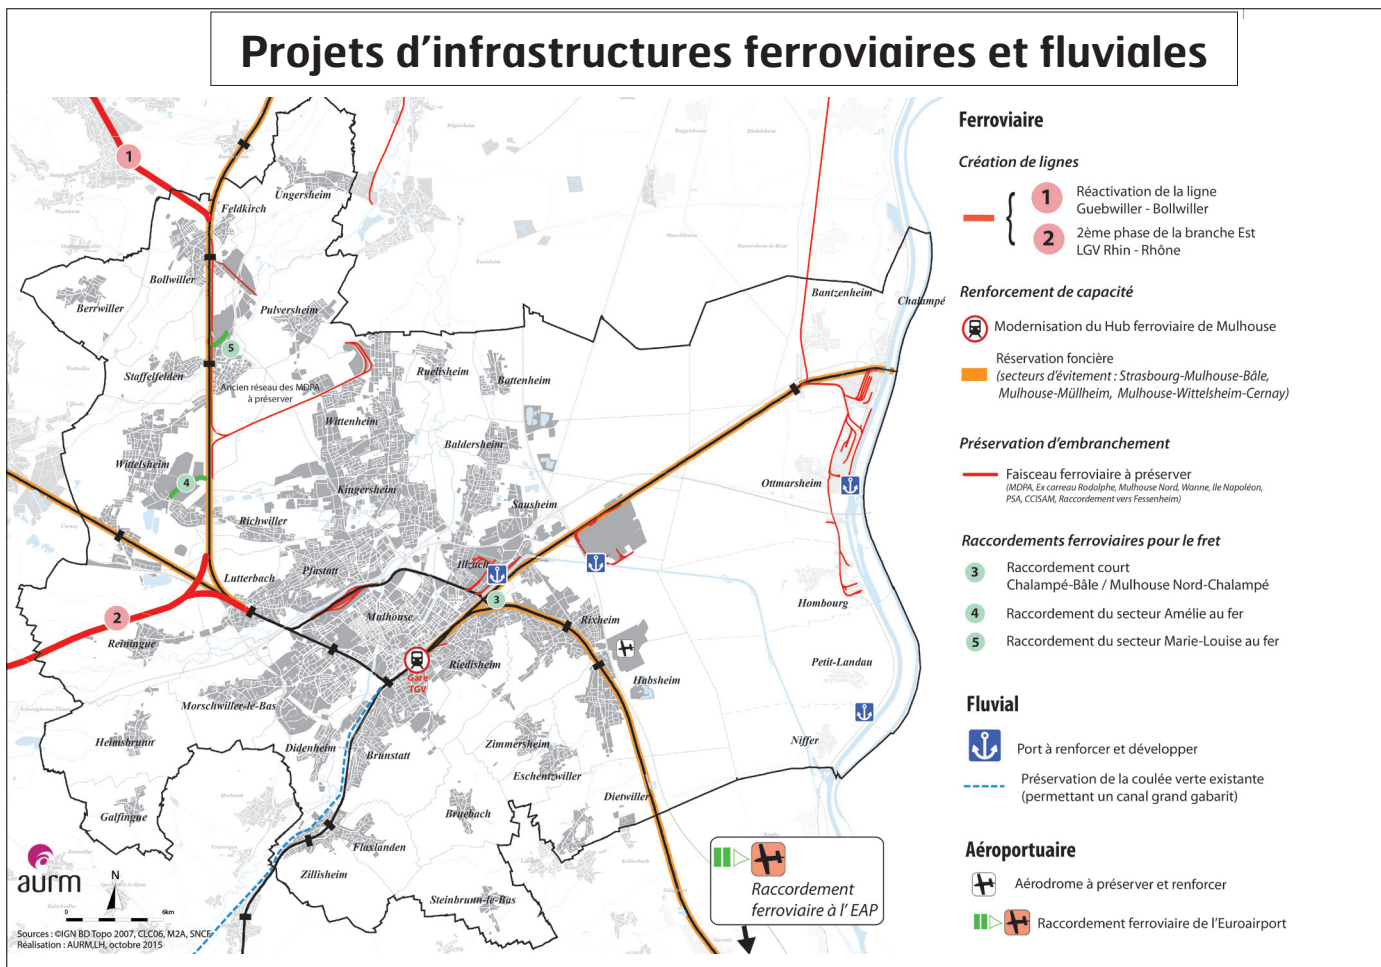 Projets d'infrastructures ferroviaires et fluviales
Ferroviaire
Création de lignes
1
Réactivation de la ligne
Guebwiller - Bollwiller
2
2ème phase de la branche Est
LGV Rhin - Rhône
Renforcement de capacité
Modernisation du Hub ferroviaire de Mulhouse
Réservation foncière
(secteurs d'évitement : Strasbourg-Mulhouse-Bâle,
Mulhouse-Müllheim, Mulhouse-Wittelsheim-Cernay)
Préservation d'embranchement
Faisceau ferroviaire à préserver
(MDPA, Ex carreau Rodolphe, Mulhouse Nord, Wanne, Ile Napoléon,
PSA, CCISAM, Raccordement vers Fessenheim)
Raccordements ferroviaires pour le fret
3
Raccordement court
Chalampé-Bâle / Mulhouse Nord-Chalampé
4
Raccordement du secteur Amélie au fer
5
Raccordement du secteur Marie-Louise au fer
Fluvial
Port à renforcer et développer
Préservation de la coulée verte existante
(permettant un canal grand gabarit)
Aéroportuaire
Aérodrome à préserver et renforcer
Raccordement ferroviaire de l'Euroairport
1
Ungersheim
Feldkirch
Bollwiller
Berrwiller
Pulversheim
5
Staffelfelden
Ancien réseau des MDPA
à préserver
Ruelisheim
Battenheim
Bantzenheim
Chalampé
Wittenheim
Baldersheim
Wittelsheim
4
Kingersheim
Ottmarsheim
Sausheim
Richwiller
Lutterbach
Pfastatt
Illzach
3
Mulhouse
Rixheim
Hombourg
2
Reiningue
Gare
TGV
Riedisheim
Habsheim
Petit-Landau
Morschwiller-le-Bas
Heimsbrunn
Didenheim
Brunstatt
Zimmersheim
Eschentzwiller
Niffer
Dietwiller
Galfingue
Bruebach
Flaxlanden
Zillisheim
Steinbrunn-le-Bas
Raccordement
ferroviaire à l' EAP
aurm
N
0
6km
Sources : ©IGN BD Topo 2007, CLC06, M2A, SNCF
Réalisation : AURM,LH, octobre 2015